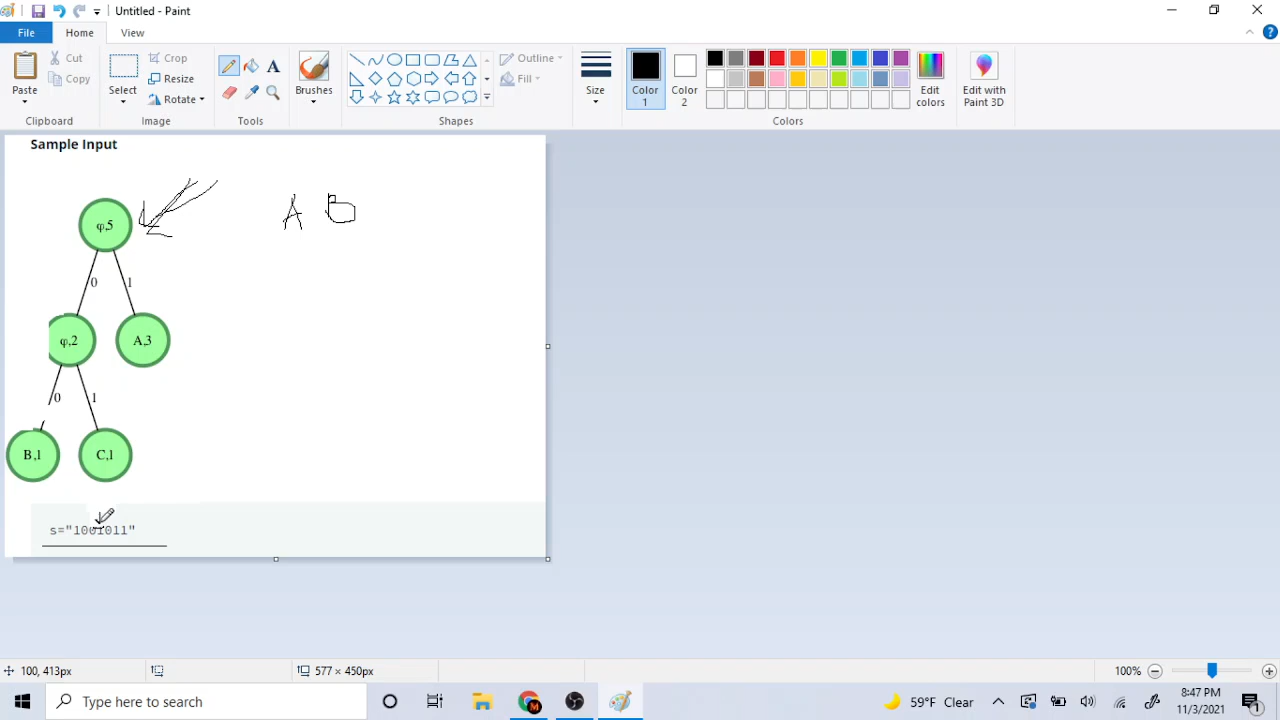 Untitled - Paint
File Home View
Paste
Cut
Copy
Clipboard
Select
Crop
Resize
Rotate
Image
Tools
Brushes
Outline
Fill
Shapes
Size
Color 1
Color 2
Edit colors
Colors
Edit with Paint 3D
Sample Input
φ,5
A b
0 1
φ,2 A,3
0 1
B,1 C,1
s="1001011"
100, 413px
577 × 450px
100%
Type here to search
59°F Clear
8:47 PM
11/3/2021